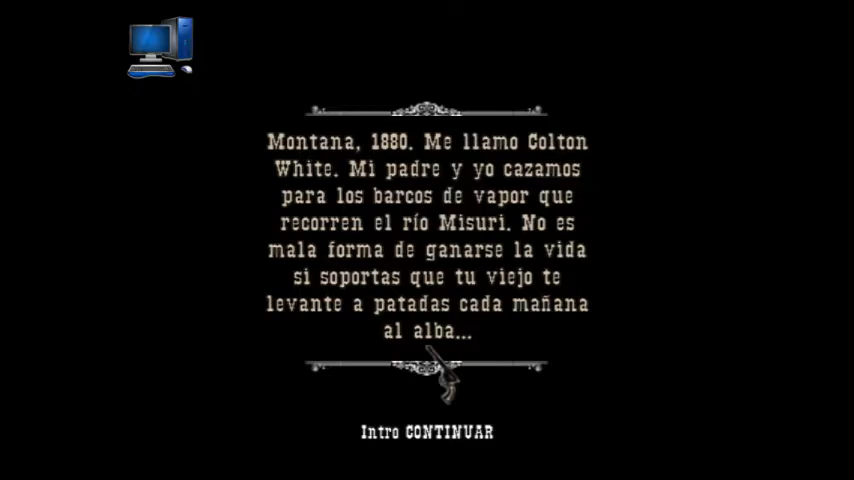 Montana, 1880. Me llamo Colton
White. Mi padre y yo cazamos
para los barcos de vapor que
recorren el río Misuri. No es
mala forma de ganarse la vida
si soportas que tu viejo te
levante a patadas cada mañana
al alba...
Intro CONTINUAR